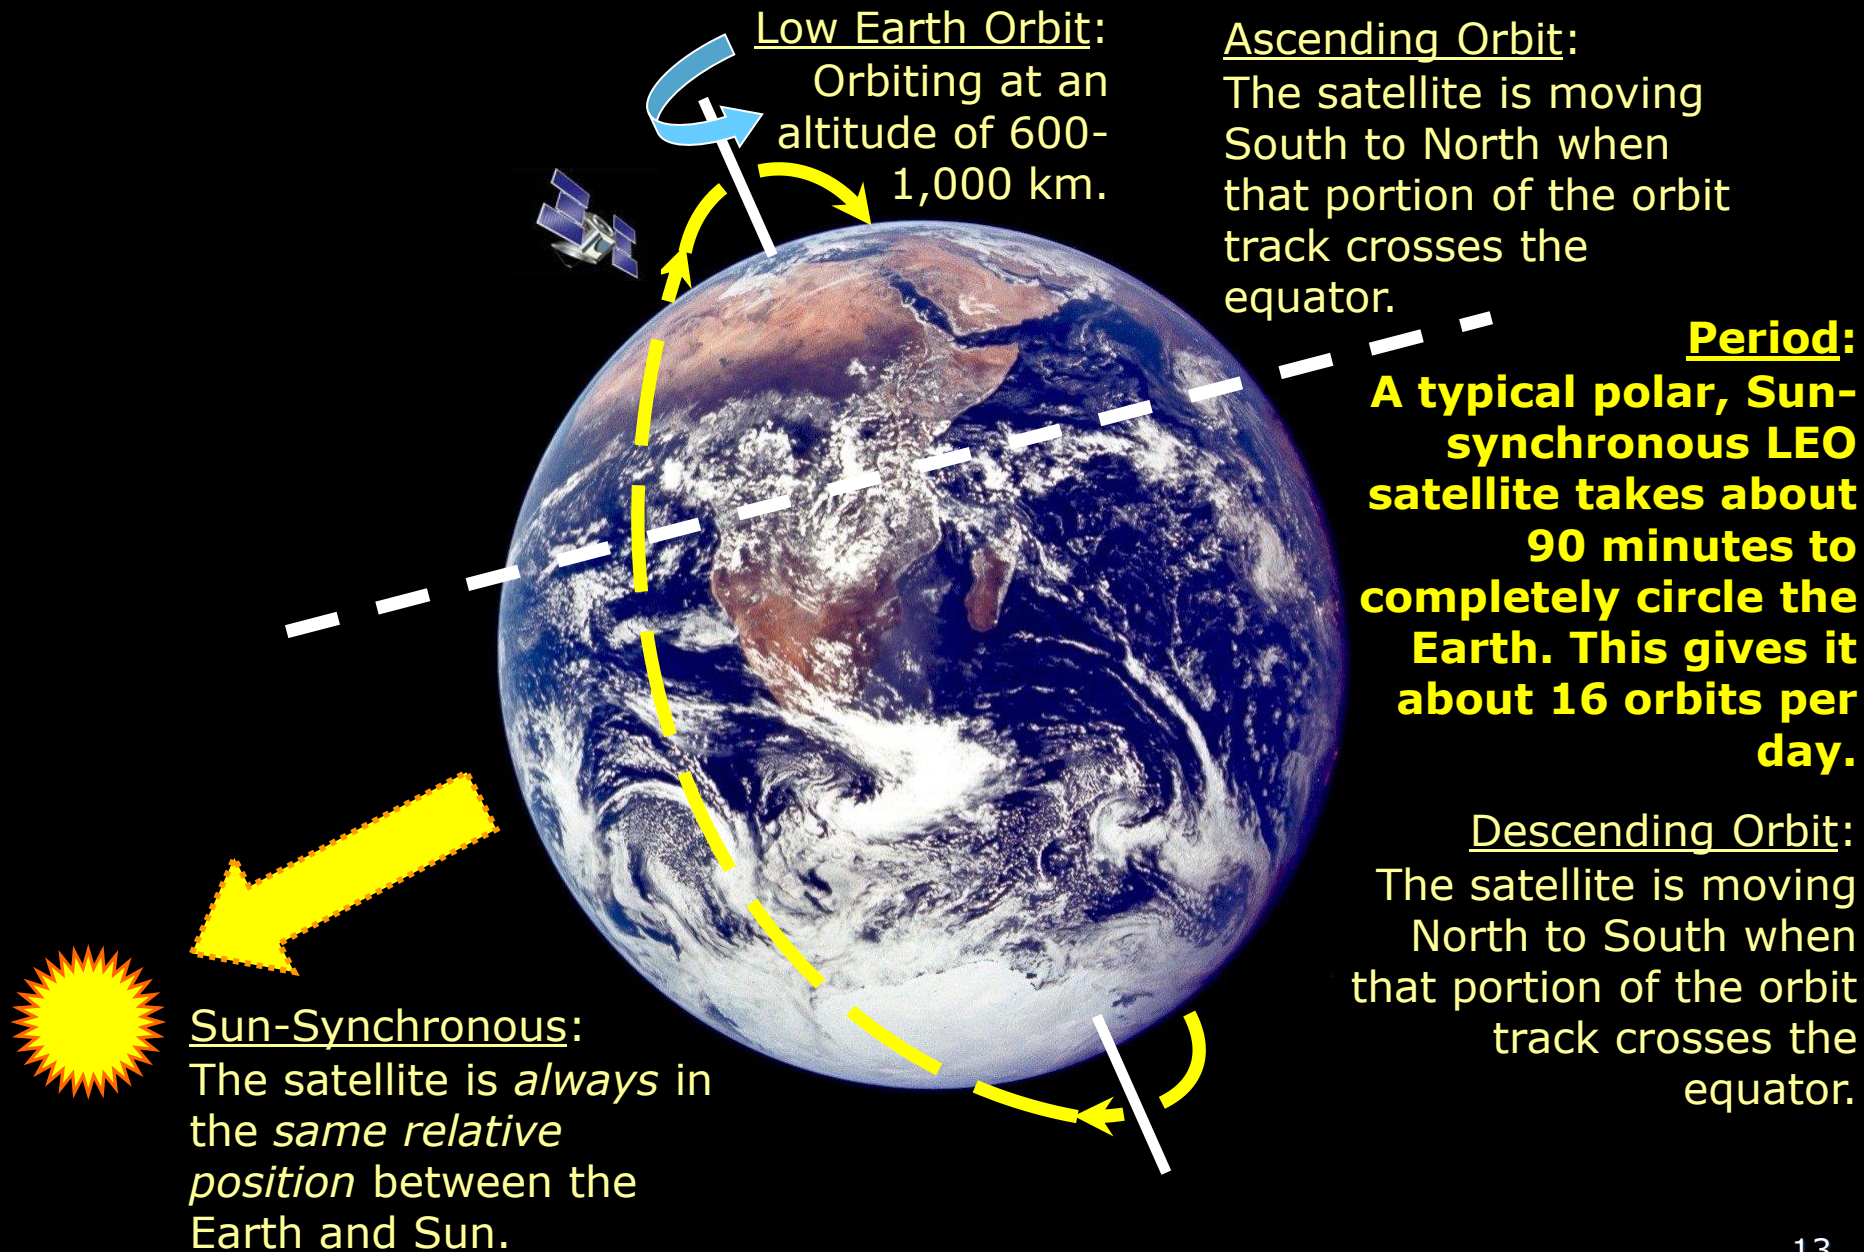 Low Earth Orbit:
Orbiting at an
altitude of 600-
1,000 km.
Ascending Orbit:
The satellite is moving
South to North when
that portion of the orbit
track crosses the
equator.
Period:
A typical polar, Sun-
synchronous LEO
satellite takes about
90 minutes to
completely circle the
Earth. This gives it
about 16 orbits per
day.
Descending Orbit:
The satellite is moving
North to South when
that portion of the orbit
track crosses the
equator.
Sun-Synchronous:
The satellite is always in
the same relative
position between the
Earth and Sun.
13